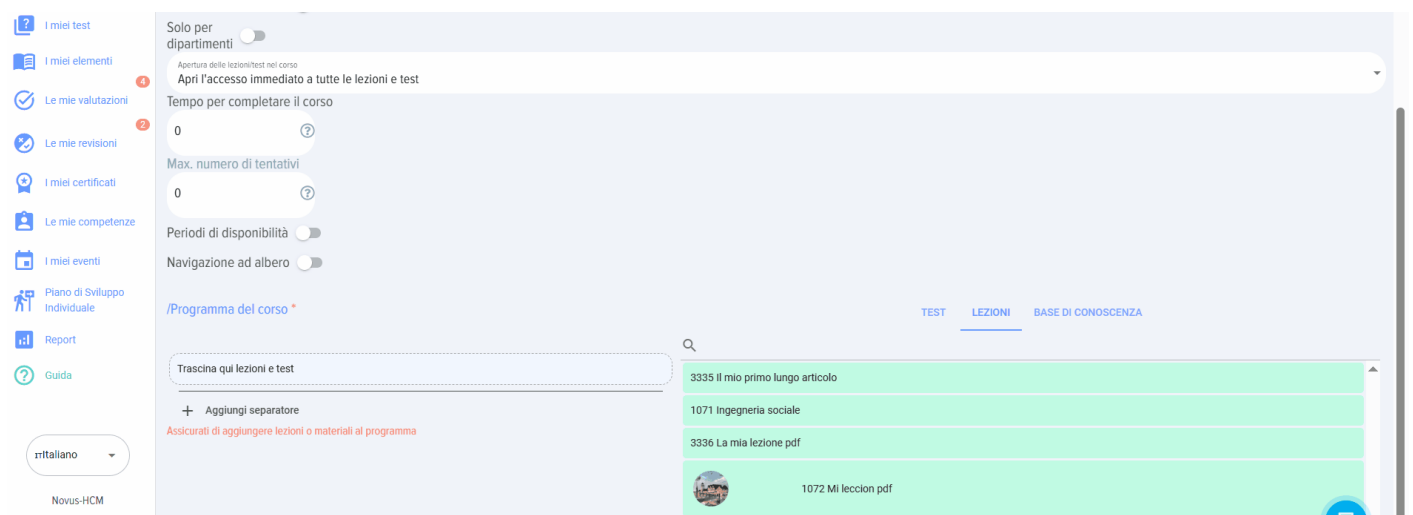 I miei test
I miei elementi
4
Le mie valutazioni
2
Le mie revisioni
I miei certificati
Le mie competenze
I miei eventi
Piano di Sviluppo
Individuale
Report
Guida
ITItaliano
Novus-HCM
Solo per
dipartimenti
Apertura delle lezioni/test nel corso
Apri l'accesso immediato a tutte le lezioni e test
Tempo per completare il corso
0
Max. numero di tentativi
0
Periodi di disponibilità
Navigazione ad albero
/Programma del corso *
Trascina qui lezioni e test
+ Aggiungi separatore
Assicurati di aggiungere lezioni o materiali al programma
TEST LEZIONI BASE DI CONOSCENZA
3335 Il mio primo lungo articolo
1071 Ingegneria sociale
3336 La mia lezione pdf
1072 Mi leccion pdf